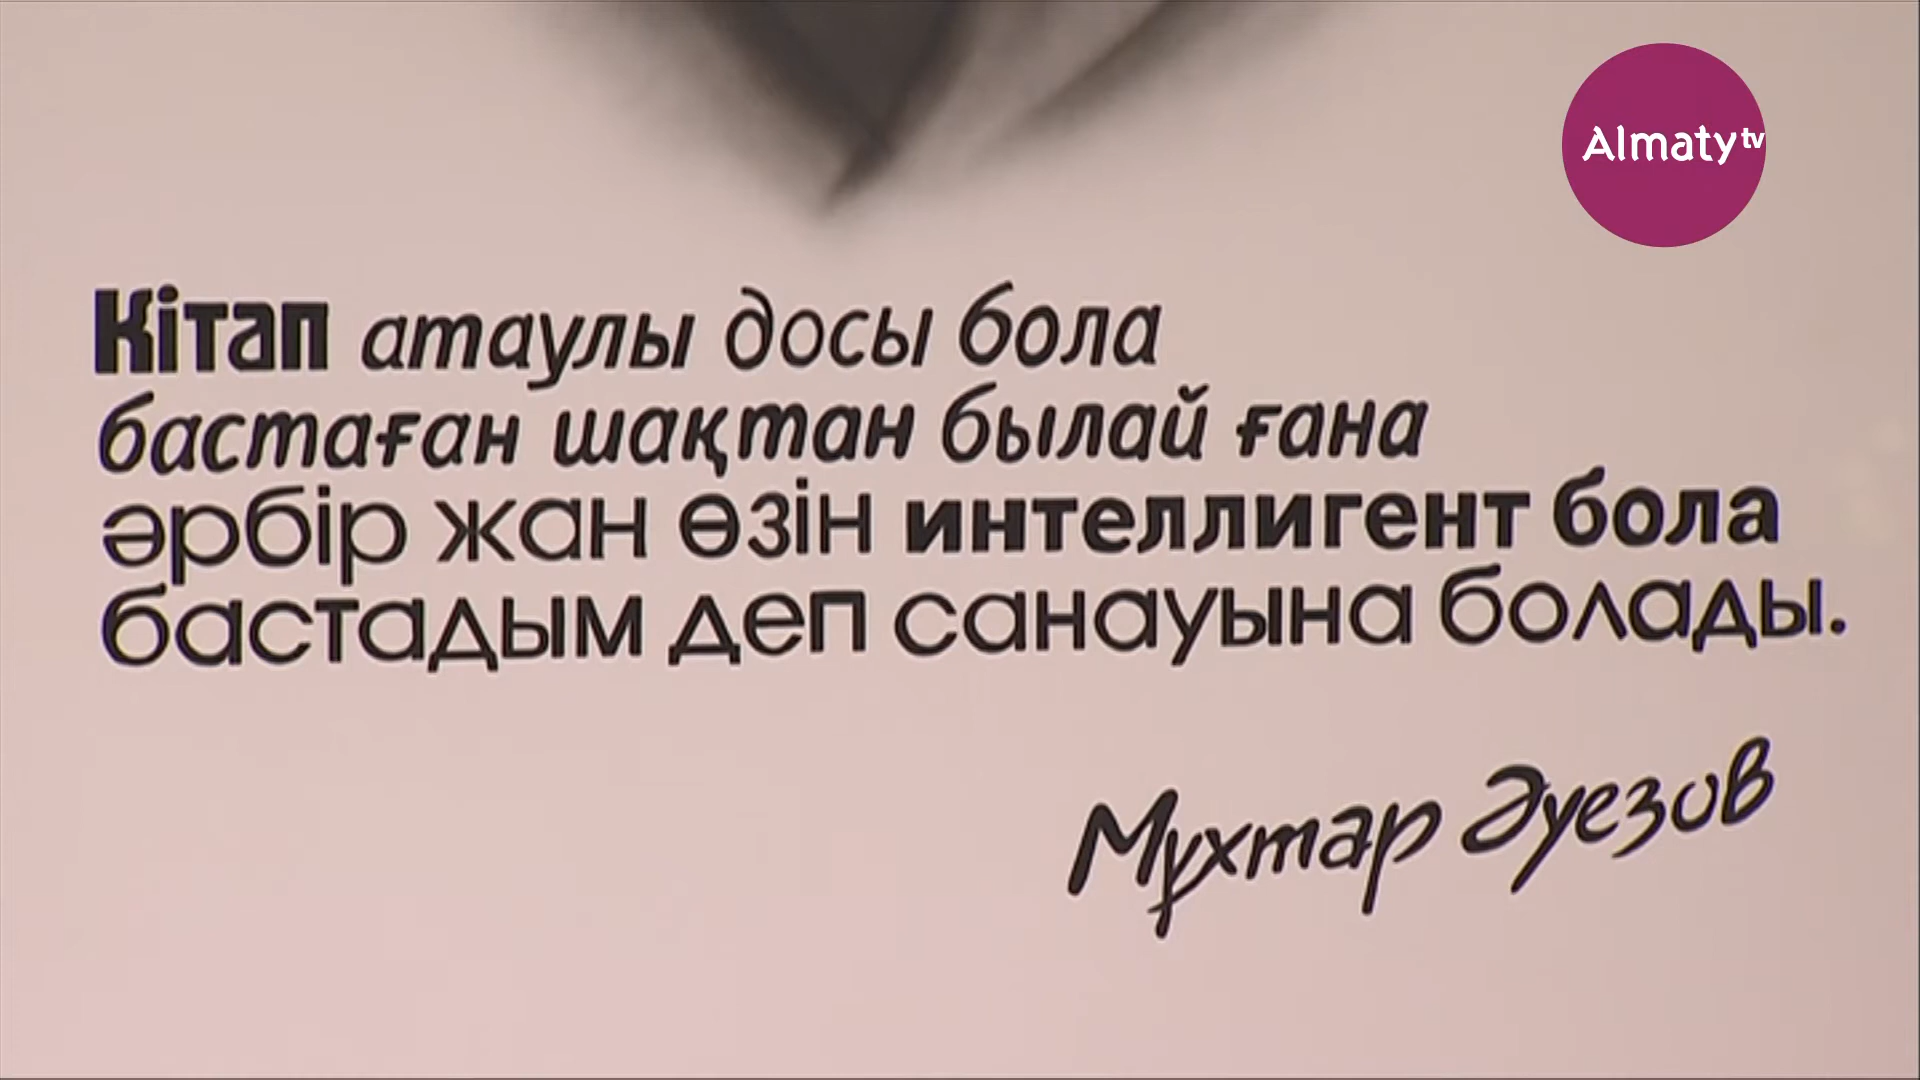 Almaty tv
Кітап атаулы досы бола
бастаған шақтан былай ғана
әрбір жан өзін интеллигент бола
бастадым деп санауына болады.
Мұхтар Әуезов